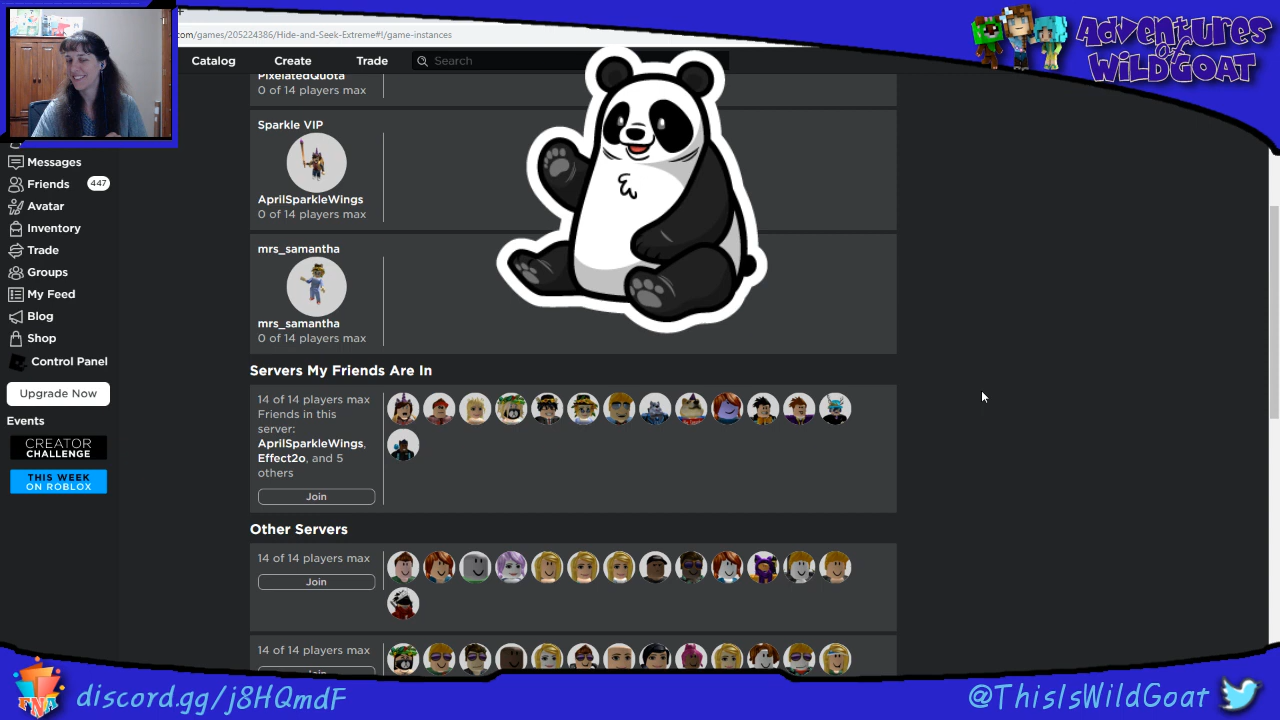 com/games/205224386/Hide-and-Seek-Extreme#!/game-instances
Adventures
of
WildGoat
Catalog
Create
Trade
Search
Messages
Friends
447
Avatar
Inventory
Trade
Groups
My Feed
Blog
Shop
Control Panel
Upgrade Now
Events
CREATOR
CHALLENGE
THIS WEEK
ON ROBLOX
PixelatedQuota
0 of 14 players max
Sparkle VIP
AprilSparkleWings
0 of 14 players max
mrs_samantha
mrs_samantha
0 of 14 players max
Servers My Friends Are In
14 of 14 players max
Friends in this
server:
AprilSparkleWings,
Effect2o, and 5
others
Join
Other Servers
14 of 14 players max
Join
14 of 14 players max
FNA
discord.gg/j8HQmdF
@ThisIsWildGoat